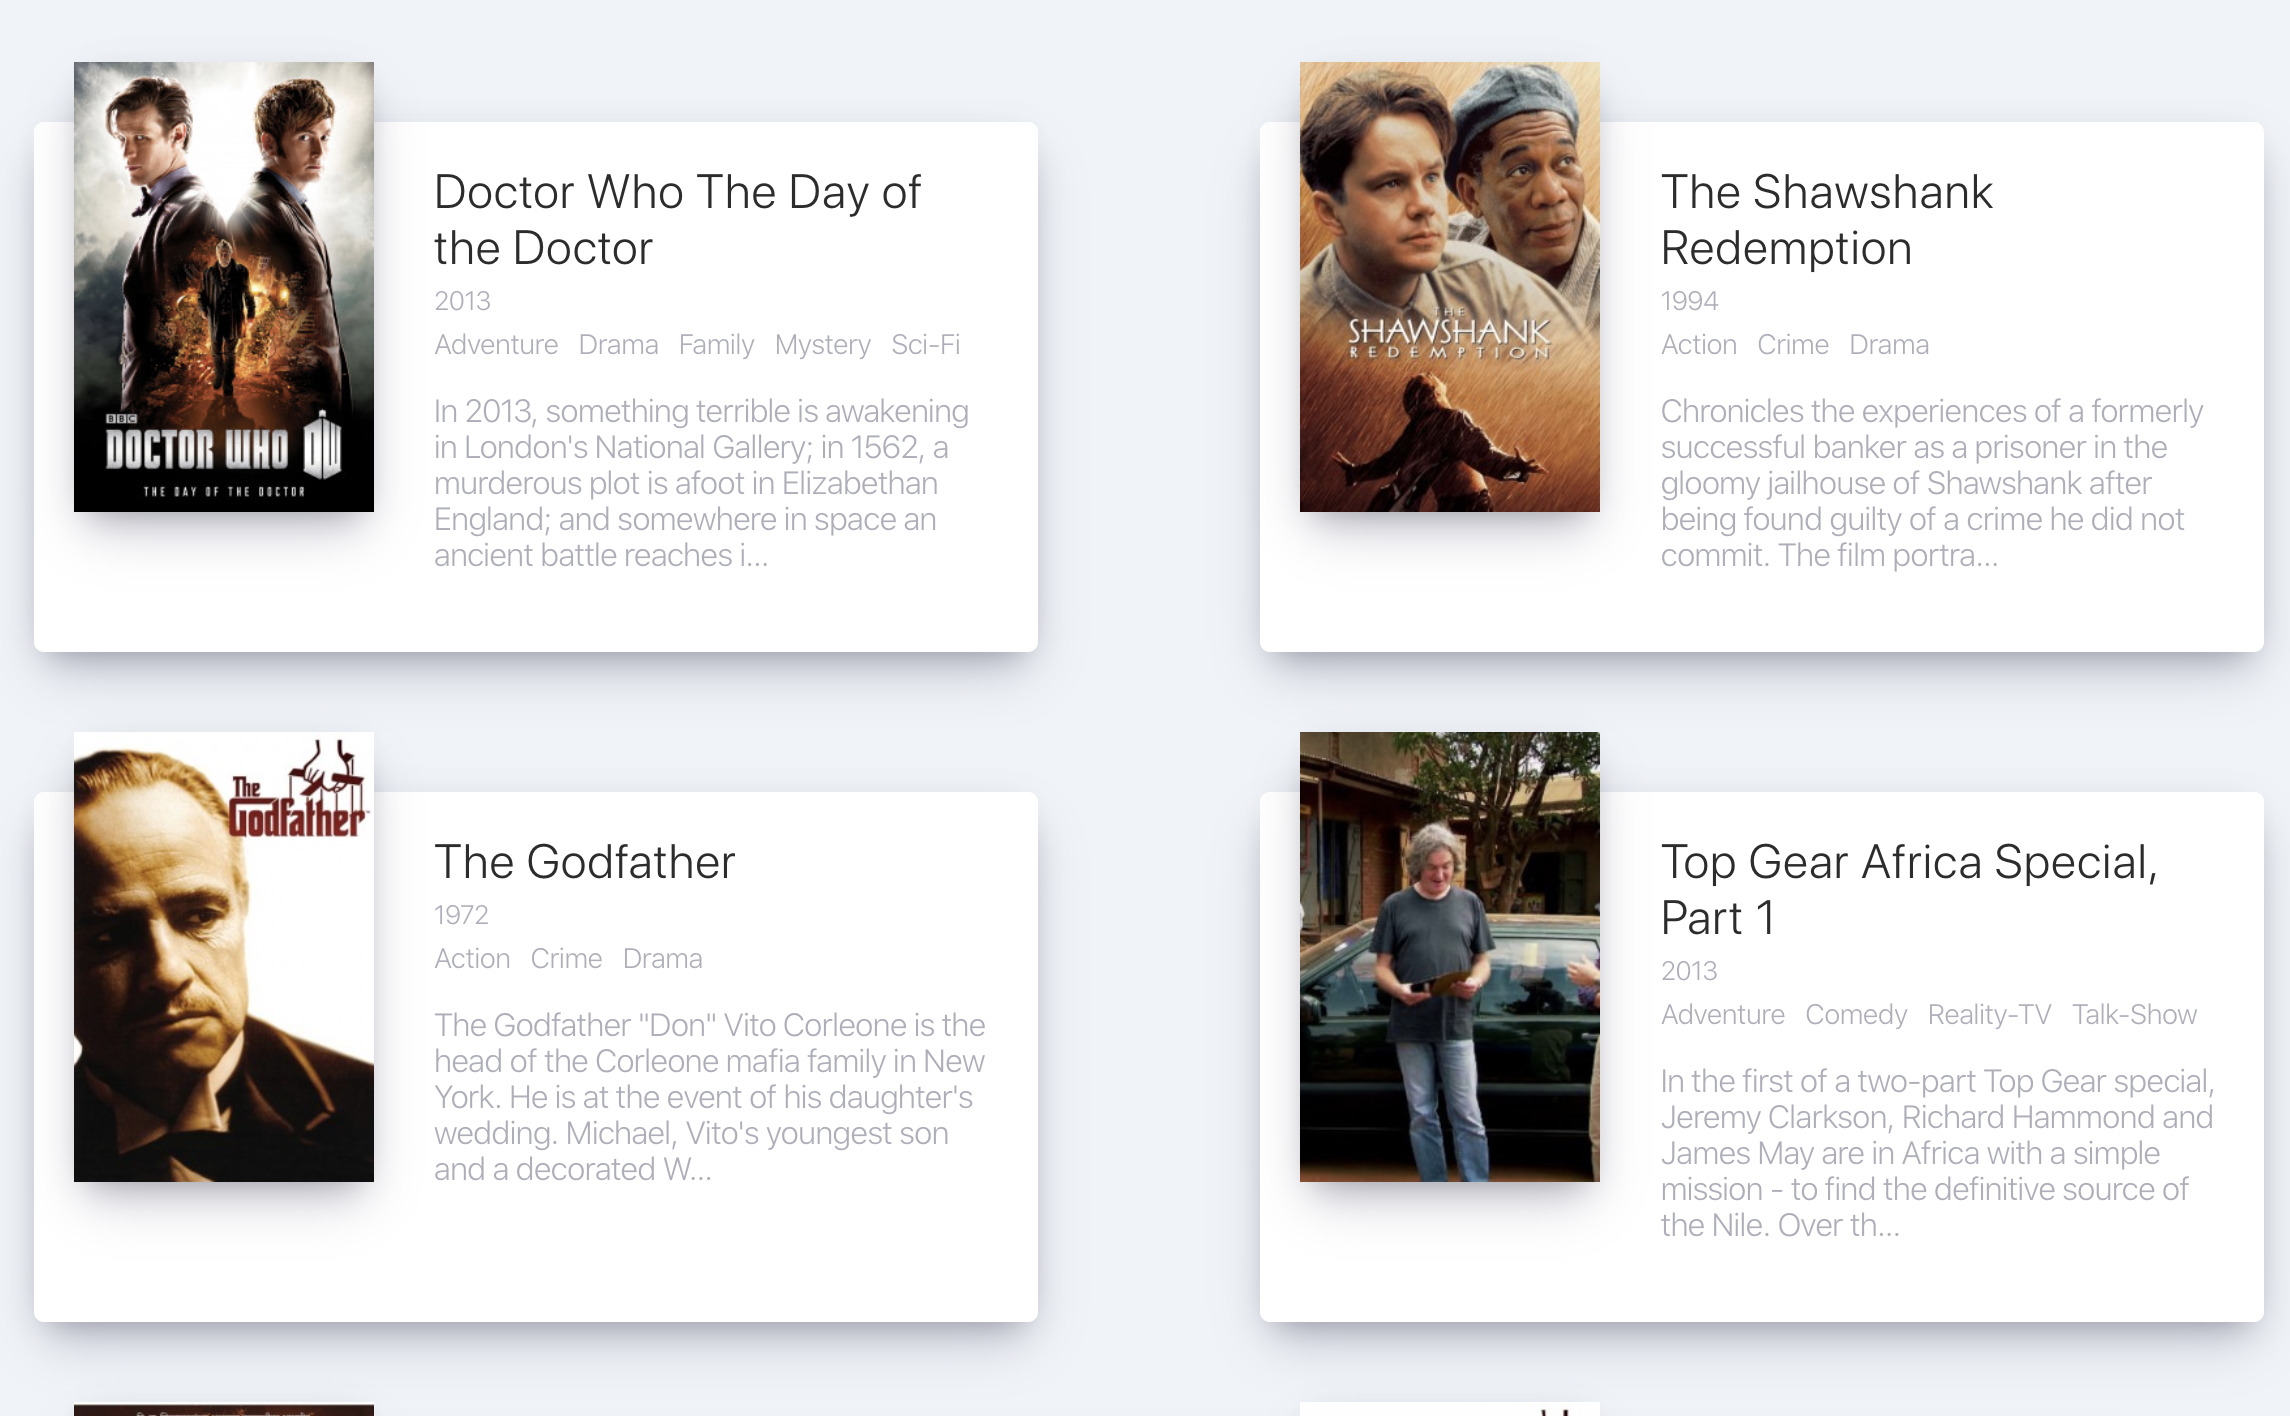 BBC
DOCTOR WHO DW
THE DAY OF THE DOCTOR
Doctor Who The Day of
the Doctor
2013
Adventure Drama Family Mystery Sci-Fi
In 2013, something terrible is awakening
in London's National Gallery; in 1562, a
murderous plot is afoot in Elizabethan
England; and somewhere in space an
ancient battle reaches i...
THE
SHAWSHANK
REDEMPTION
The Shawshank
Redemption
1994
Action Crime Drama
Chronicles the experiences of a formerly
successful banker as a prisoner in the
gloomy jailhouse of Shawshank after
being found guilty of a crime he did not
commit. The film portra...
The
Godfather
The Godfather
1972
Action Crime Drama
The Godfather "Don" Vito Corleone is the
head of the Corleone mafia family in New
York. He is at the event of his daughter's
wedding. Michael, Vito's youngest son
and a decorated W...
Top Gear Africa Special,
Part 1
2013
Adventure Comedy Reality-TV Talk-Show
In the first of a two-part Top Gear special,
Jeremy Clarkson, Richard Hammond and
James May are in Africa with a simple
mission - to find the definitive source of
the Nile. Over th...